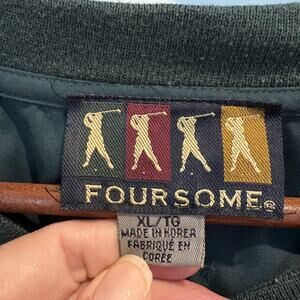 FOURSOME®
XL/TG
MADE IN KOREA
FABRIQUÉ EN
CORÉE